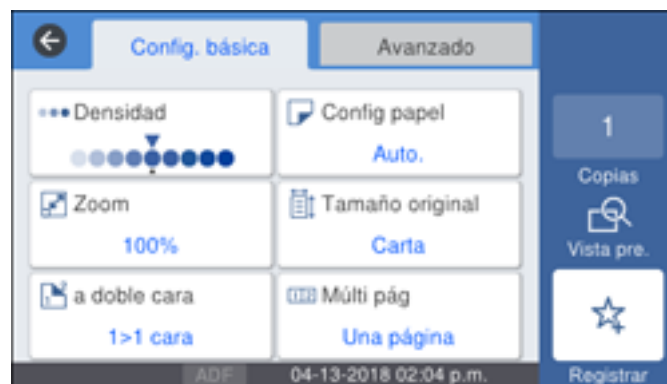 Config. básica
Avanzado
Densidad
Config papel
Auto.
Zoom
100%
Tamaño original
Carta
a doble cara
1>1 cara
Múlti pág
Una página
1
Copias
Vista pre.
Registrar
ADF
04-13-2018 02:04 p.m.